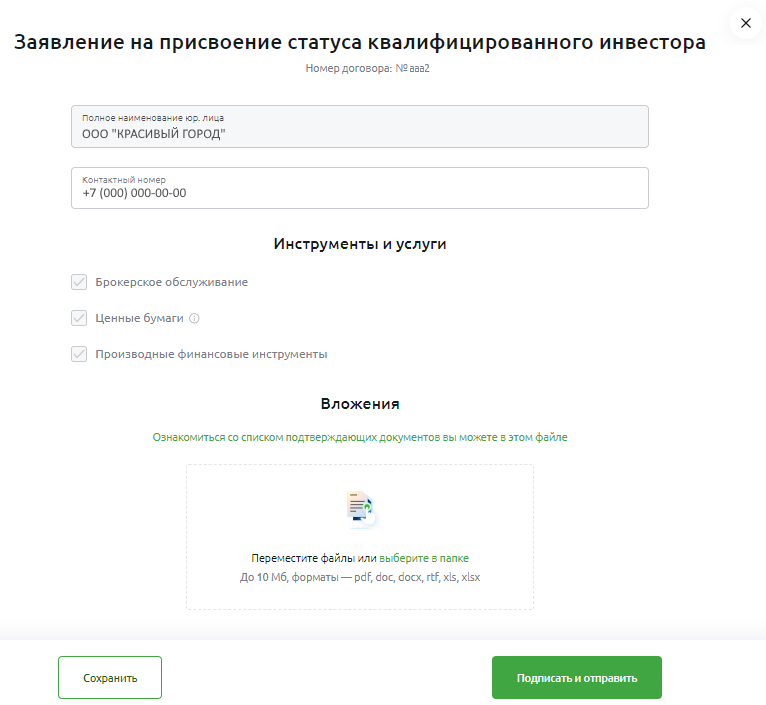 Заявление на присвоение статуса квалифицированного инвестора
Номер договора: № ааа2
Полное наименование юр. лица
ООО "КРАСИВЫЙ ГОРОД"
Контактный номер
+7 (000) 000-00-00
Инструменты и услуги
Брокерское обслуживание
Ценные бумаги
Производные финансовые инструменты
Вложения
Ознакомиться со списком подтверждающих документов вы можете в этом файле
Переместите файлы или выберите в папке
До 10 Мб, форматы — pdf, doc, docx, rtf, xls, xlsx
Сохранить
Подписать и отправить